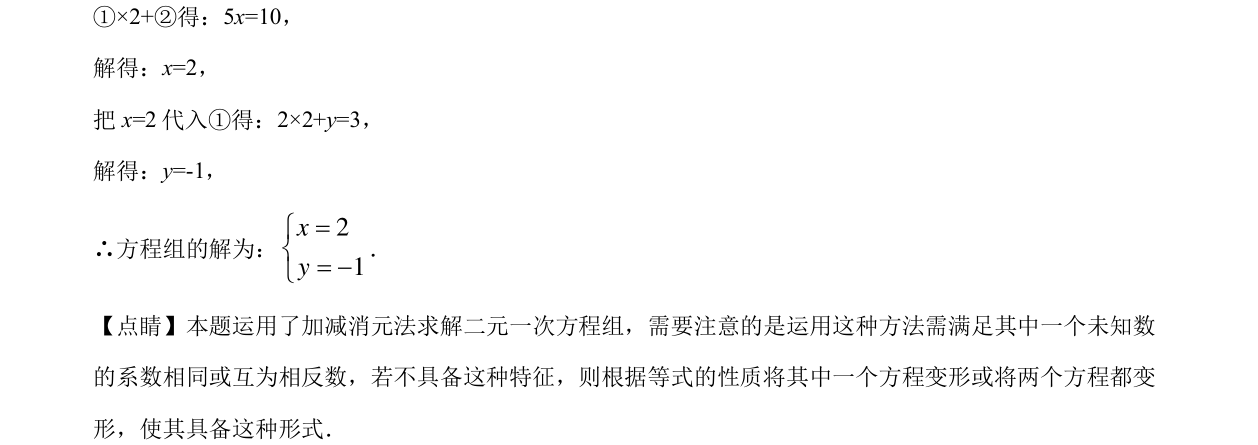 ①×2+②得：5x=10，
解得：x=2，
把 x=2 代入①得：2×2+y=3，
解得：y=-1，
∴方程组的解为：{x=2
y=−1．
【点睛】本题运用了加减消元法求解二元一次方程组，需要注意的是运用这种方法需满足其中一个未知数
的系数相同或互为相反数，若不具备这种特征，则根据等式的性质将其中一个方程变形或将两个方程都变
形，使其具备这种形式．